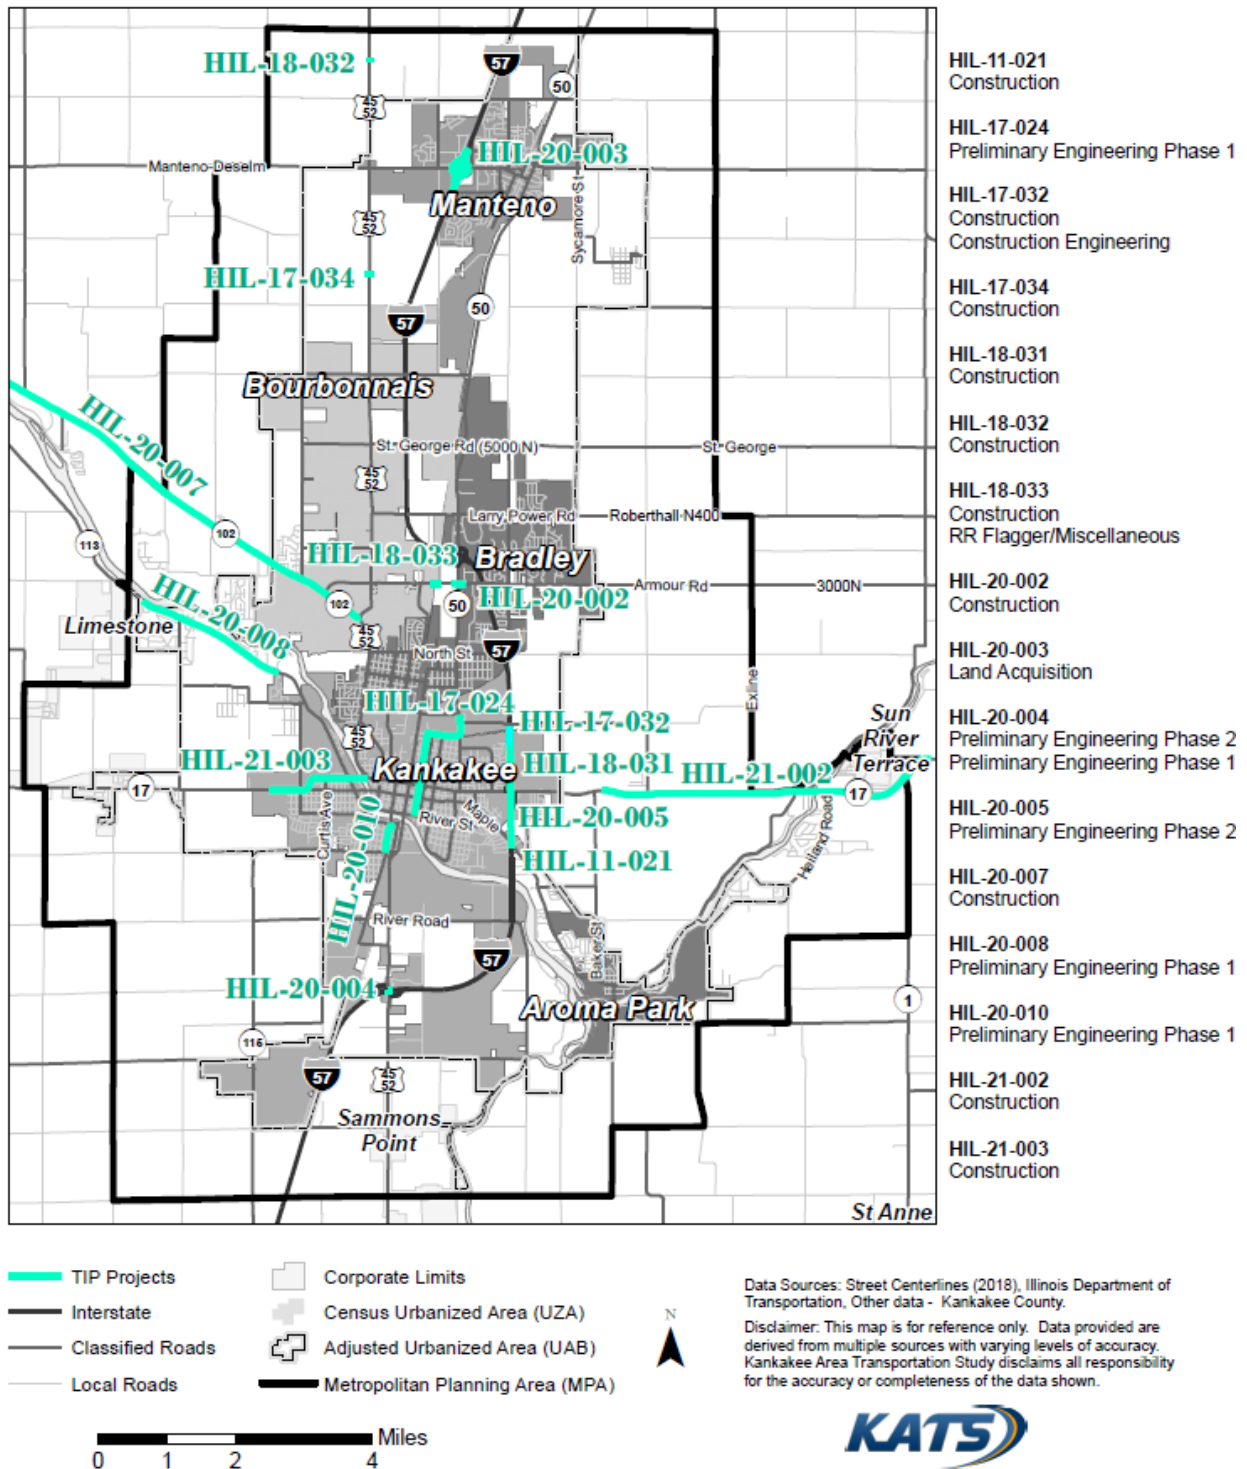 HIL-18-032
57
50
45
52
HIL-20-003
Manteno-Deselm
Manteno
Sycamore St
45
52
HIL-17-034
50
57
Bourbonnais
HIL-20-007
St. George Rd (5000 N)
St. George
45
52
Larry Power Rd
Roberthall N400
102
113
HIL-18-033
Bradley
Armour Rd
3000N
HIL-20-008
102
50
HIL-20-002
Limestone
45
52
57
North St
Exline
HIL-17-024
HIL-17-032
Sun
River
Terrace
45
52
HIL-21-003
Kankakee
HIL-18-031
HIL-21-002
17
17
Curtis Ave
River St
Maple
HIL-20-005
Heiland Road
HIL-20-010
HIL-11-021
River Road
Baker St
57
HIL-20-004
Aroma Park
1
115
57
45
52
Sammons
Point
St Anne
HIL-11-021
Construction
HIL-17-024
Preliminary Engineering Phase 1
HIL-17-032
Construction
Construction Engineering
HIL-17-034
Construction
HIL-18-031
Construction
HIL-18-032
Construction
HIL-18-033
Construction
RR Flagger/Miscellaneous
HIL-20-002
Construction
HIL-20-003
Land Acquisition
HIL-20-004
Preliminary Engineering Phase 2
Preliminary Engineering Phase 1
HIL-20-005
Preliminary Engineering Phase 2
HIL-20-007
Construction
HIL-20-008
Preliminary Engineering Phase 1
HIL-20-010
Preliminary Engineering Phase 1
HIL-21-002
Construction
HIL-21-003
Construction
TIP Projects
Interstate
Classified Roads
Local Roads
Corporate Limits
Census Urbanized Area (UZA)
Adjusted Urbanized Area (UAB)
Metropolitan Planning Area (MPA)
N
Data Sources: Street Centerlines (2018), Illinois Department of
Transportation, Other data - Kankakee County.
Disclaimer: This map is for reference only. Data provided are
derived from multiple sources with varying levels of accuracy.
Kankakee Area Transportation Study disclaims all responsibility
for the accuracy or completeness of the data shown.
Miles
0 1 2 4
KATS